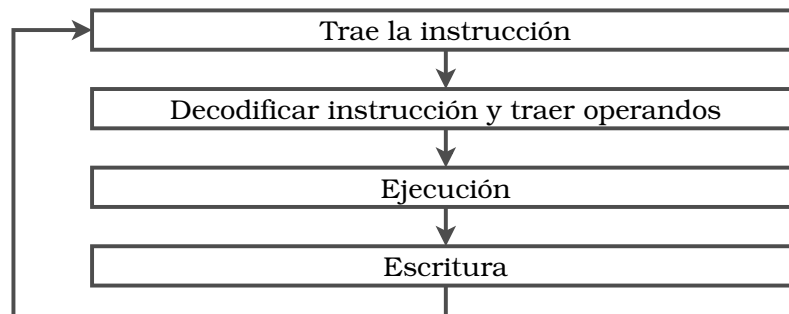 Trae la instrucción
Decodificar instrucción y traer operandos
Ejecución
Escritura